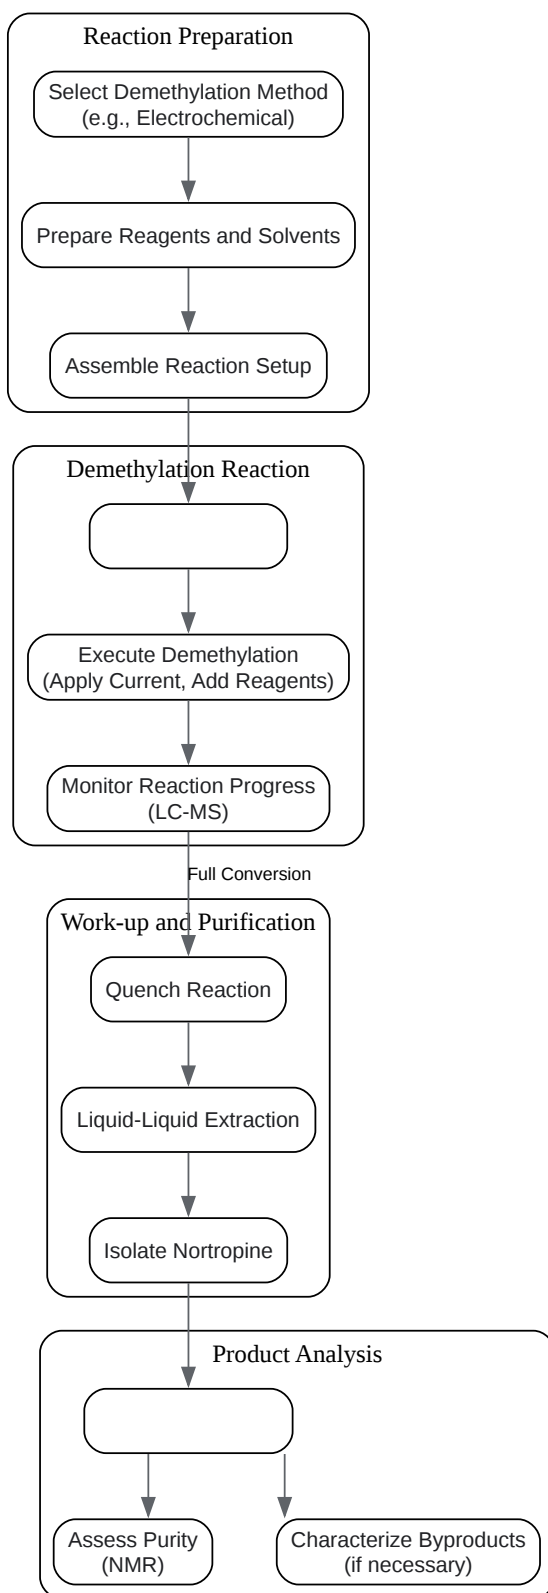 Reaction Preparation
Select Demethylation Method
(e.g., Electrochemical)
Prepare Reagents and Solvents
Assemble Reaction Setup
Demethylation Reaction
Execute Demethylation
(Apply Current, Add Reagents)
Monitor Reaction Progress
(LC-MS)
Full Conversion
Work-up and Purification
Quench Reaction
Liquid-Liquid Extraction
Isolate Nortropine
Product Analysis
Assess Purity
(NMR)
Characterize Byproducts
(if necessary)